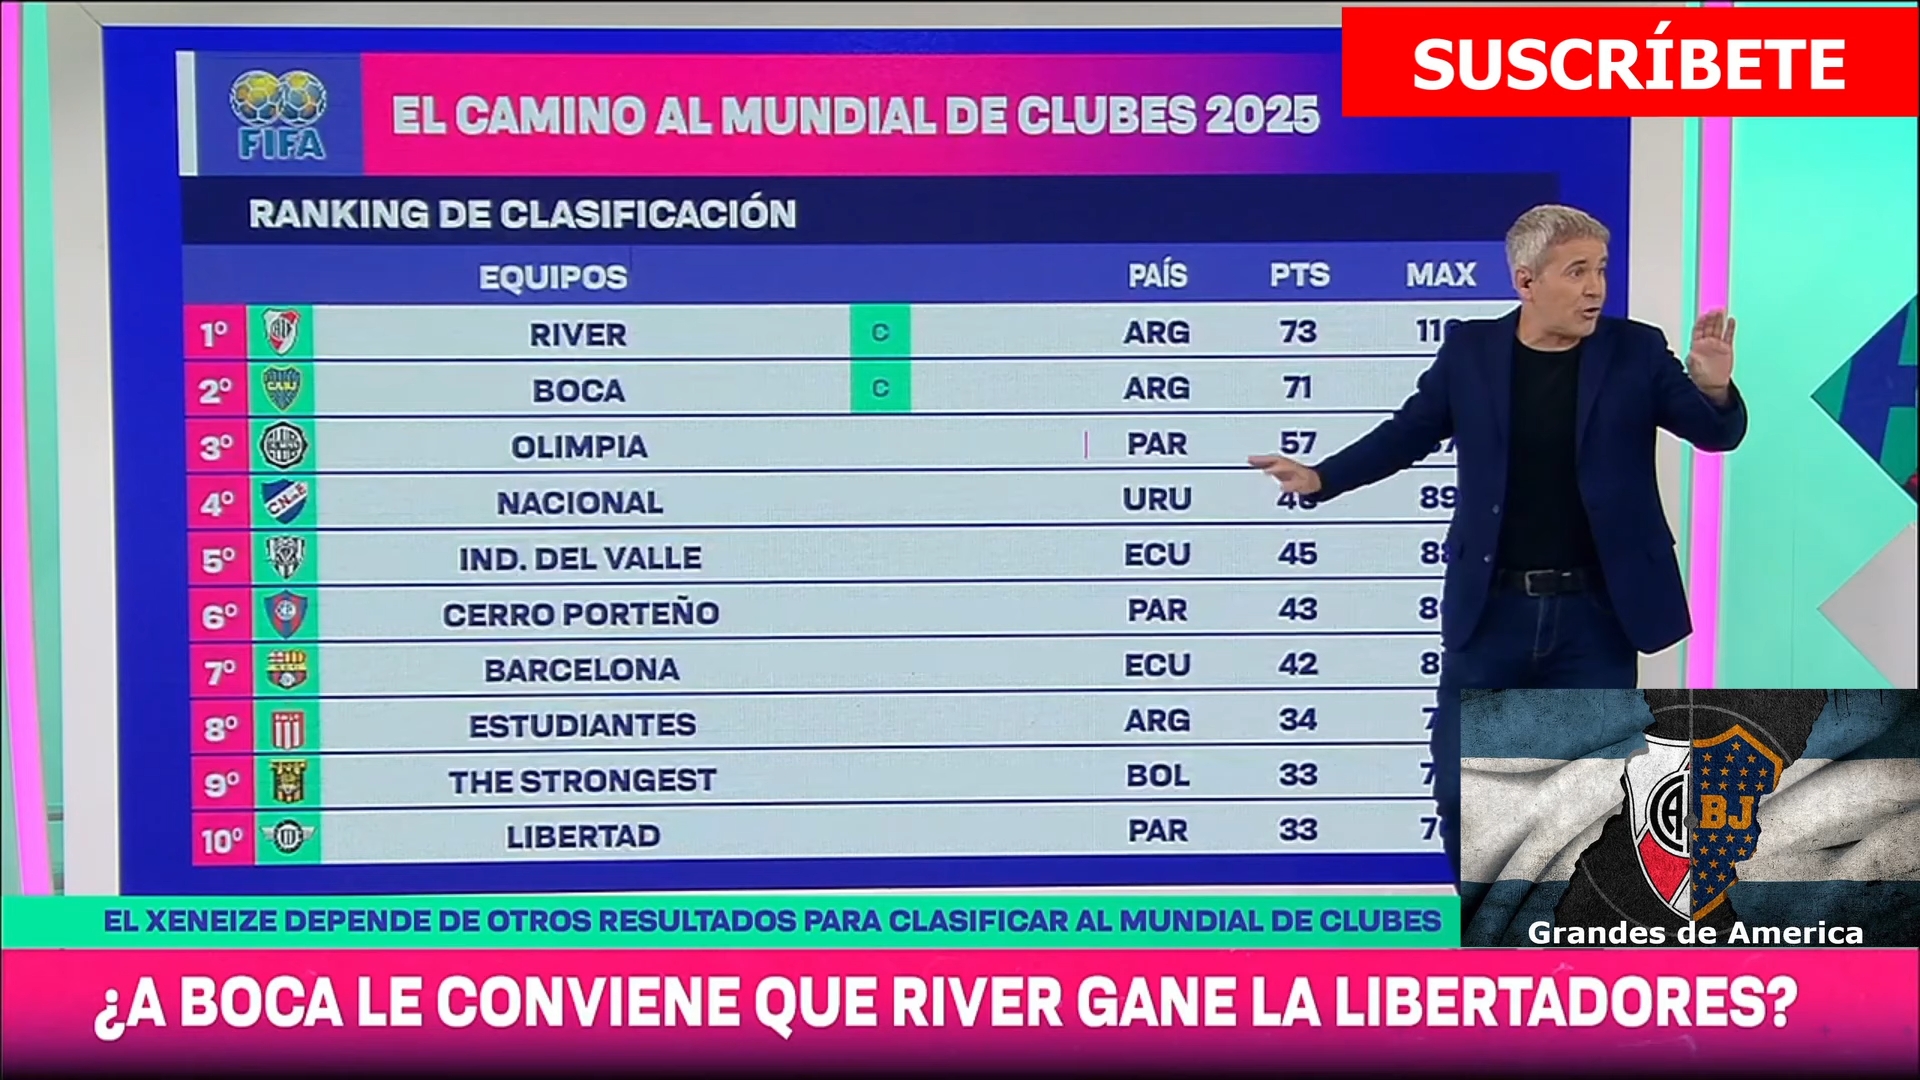 SUSCRÍBETE
FIFA
EL CAMINO AL MUNDIAL DE CLUBES 2025
RANKING DE CLASIFICACIÓN
EQUIPOS PAÍS PTS MAX
1º RIVER C ARG 73
2º BOCA C ARG 71
3º OLIMPIA PAR 57
4º NACIONAL URU 89
5º IND. DEL VALLE ECU 45
6º CERRO PORTEÑO PAR 43
7º BARCELONA ECU 42
8º ESTUDIANTES ARG 34
9º THE STRONGEST BOL 33
10º LIBERTAD PAR 33
BJ
Grandes de America
EL XENEIZE DEPENDE DE OTROS RESULTADOS PARA CLASIFICAR AL MUNDIAL DE CLUBES
¿A BOCA LE CONVIENE QUE RIVER GANE LA LIBERTADORES?